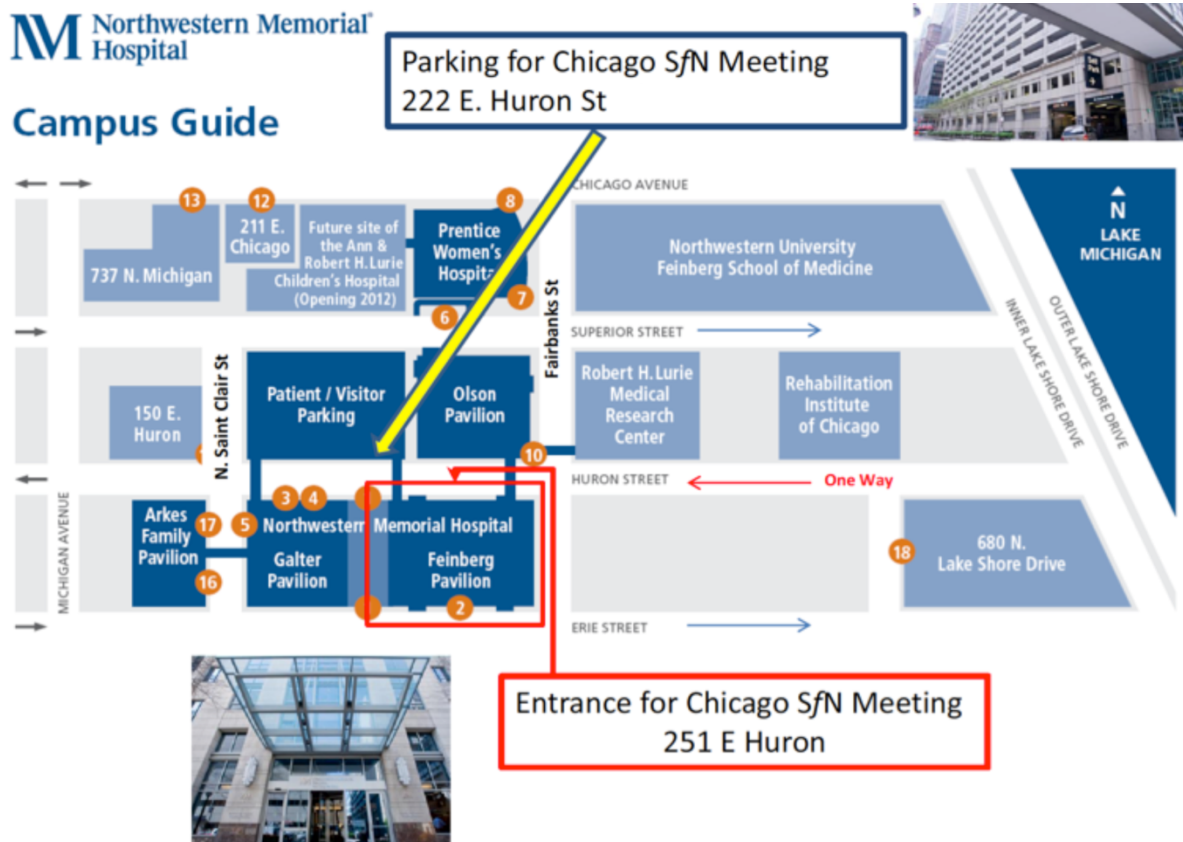 Northwestern Memorial®
Hospital
Campus Guide
Parking for Chicago SfN Meeting
222 E. Huron St
CHICAGO AVENUE
13
12
8
211 E.
Chicago
737 N. Michigan
Future site of
the Ann &
Robert H. Lurie
Children's Hospital
(Opening 2012)
Prentice
Women's
Hospital
7
6
Northwestern University
Feinberg School of Medicine
N
LAKE
MICHIGAN
INNER LAKE SHORE DRIVE
OUTER LAKE SHORE DRIVE
SUPERIOR STREET
Fairbanks St
N. Saint Clair St
150 E.
Huron
Patient / Visitor
Parking
Olson
Pavilion
10
Robert H. Lurie
Medical
Research
Center
Rehabilitation
Institute
of Chicago
HURON STREET
One Way
MICHIGAN AVENUE
Arkes
Family
Pavilion
17
16
5
3
4
Northwestern Memorial Hospital
Galter
Pavilion
Feinberg
Pavilion
2
18
680 N.
Lake Shore Drive
ERIE STREET
Entrance for Chicago SfN Meeting
251 E Huron